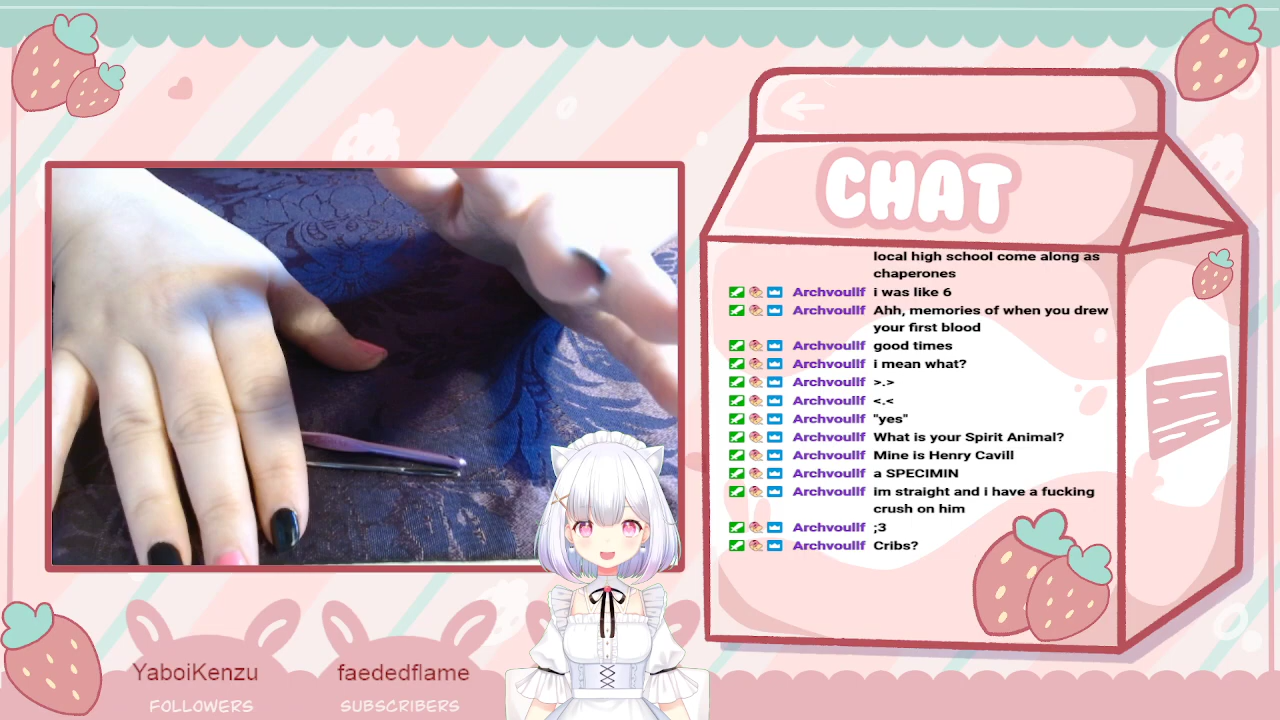 CHAT
local high school come along as
chaperones
Archvoullf i was like 6
Archvoullf Ahh, memories of when you drew
your first blood
Archvoullf good times
Archvoullf i mean what?
Archvoullf >.>
Archvoullf <.<
Archvoullf "yes"
Archvoullf What is your Spirit Animal?
Archvoullf Mine is Henry Cavill
Archvoullf a SPECIMIN
Archvoullf im straight and i have a fucking
crush on him
Archvoullf ;3
Archvoullf Cribs?
YaboiKenzu
FOLLOWERS
faededflame
SUBSCRIBERS